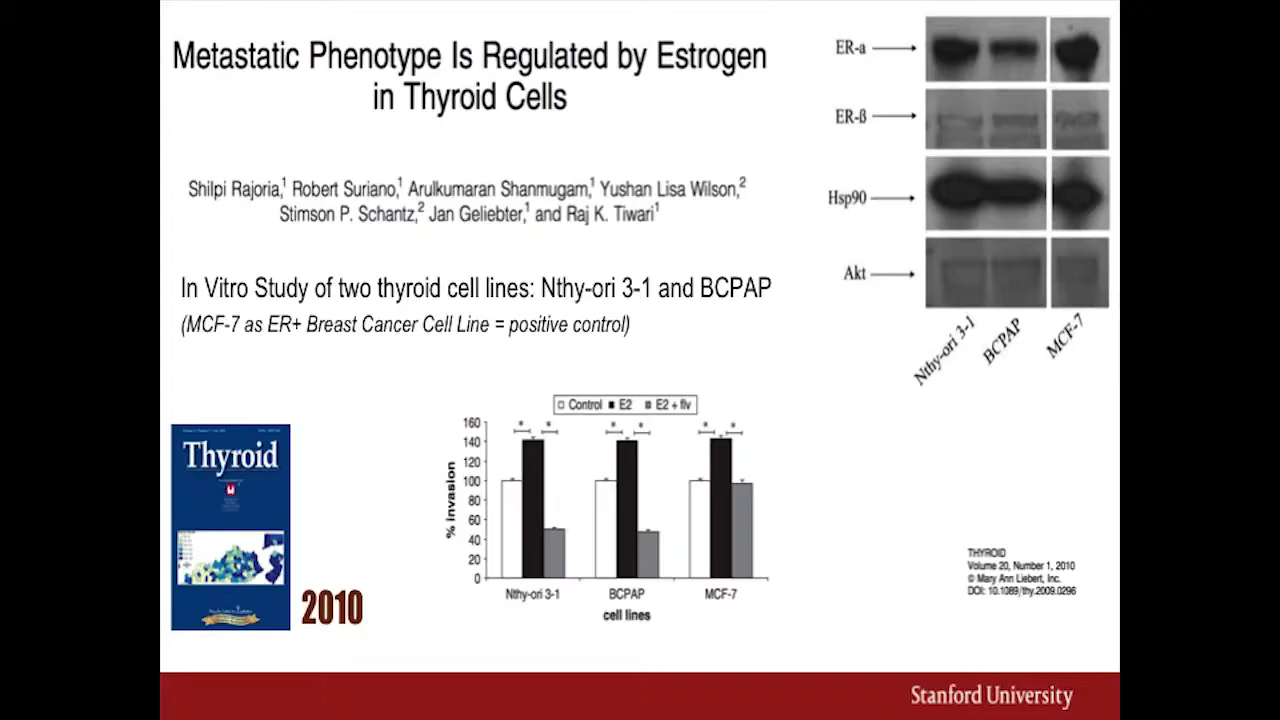 Metastatic Phenotype Is Regulated by Estrogen
in Thyroid Cells
Shilpi Rajoria,1 Robert Suriano,1 Arulkumaran Shanmugam,1 Yushan Lisa Wilson,2
Stimson P. Schantz,2 Jan Geliebter,1 and Raj K. Tiwari1
In Vitro Study of two thyroid cell lines: Nthy-ori 3-1 and BCPAP
(MCF-7 as ER+ Breast Cancer Cell Line = positive control)
ER-a
ER-ß
Hsp90
Akt
Nthy-ori 3-1
BCPAP
MCF-7
Thyroid
2010
Control E2 E2 + flv
% invasion
160
140
120
100
80
60
40
20
0
* * * * * *
Nthy-ori 3-1 BCPAP MCF-7
cell lines
THYROID
Volume 20, Number 1, 2010
© Mary Ann Liebert, Inc.
DOI: 10.1089/thy.2009.0296
Stanford University